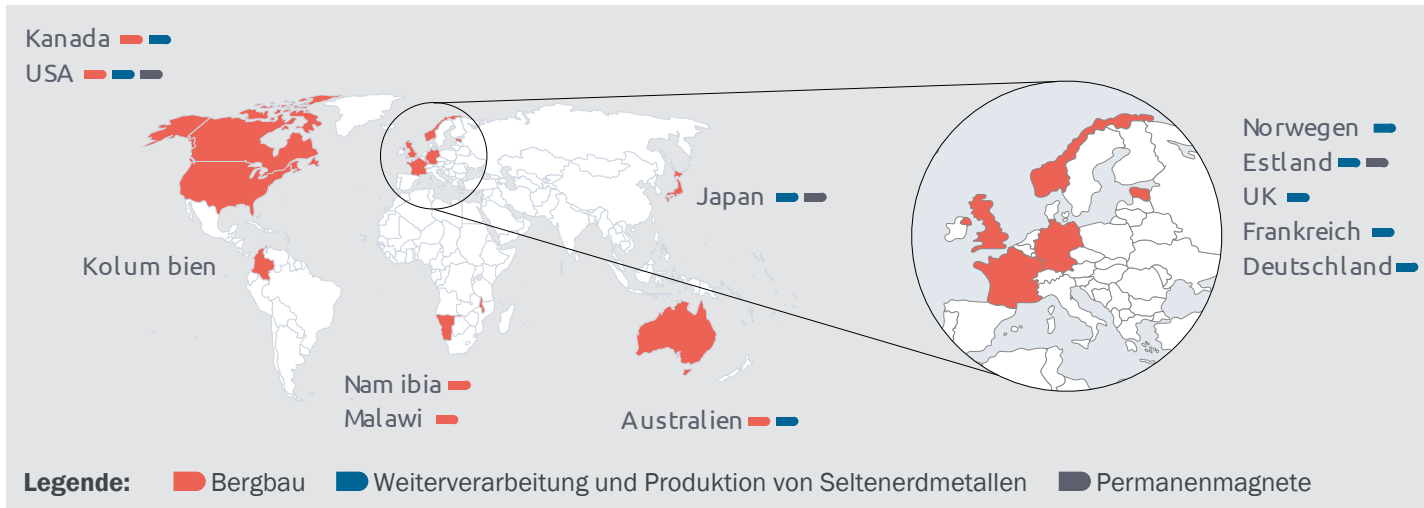 Kanada
USA
Kolum bien
Nam ibia
Malawi
Japan
Australien
Norwegen
Estland
UK
Frankreich
Deutschland
Legende: Bergbau Weiterverarbeitung und Produktion von Seltenerdmetallen Permanenmagnete